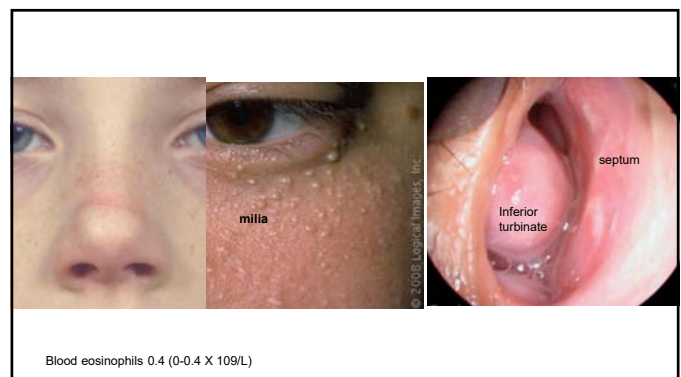 milia
© 2008 Logical Images, Inc.
Inferior
turbinate
septum
Blood eosinophils 0.4 (0-0.4 X 109/L)